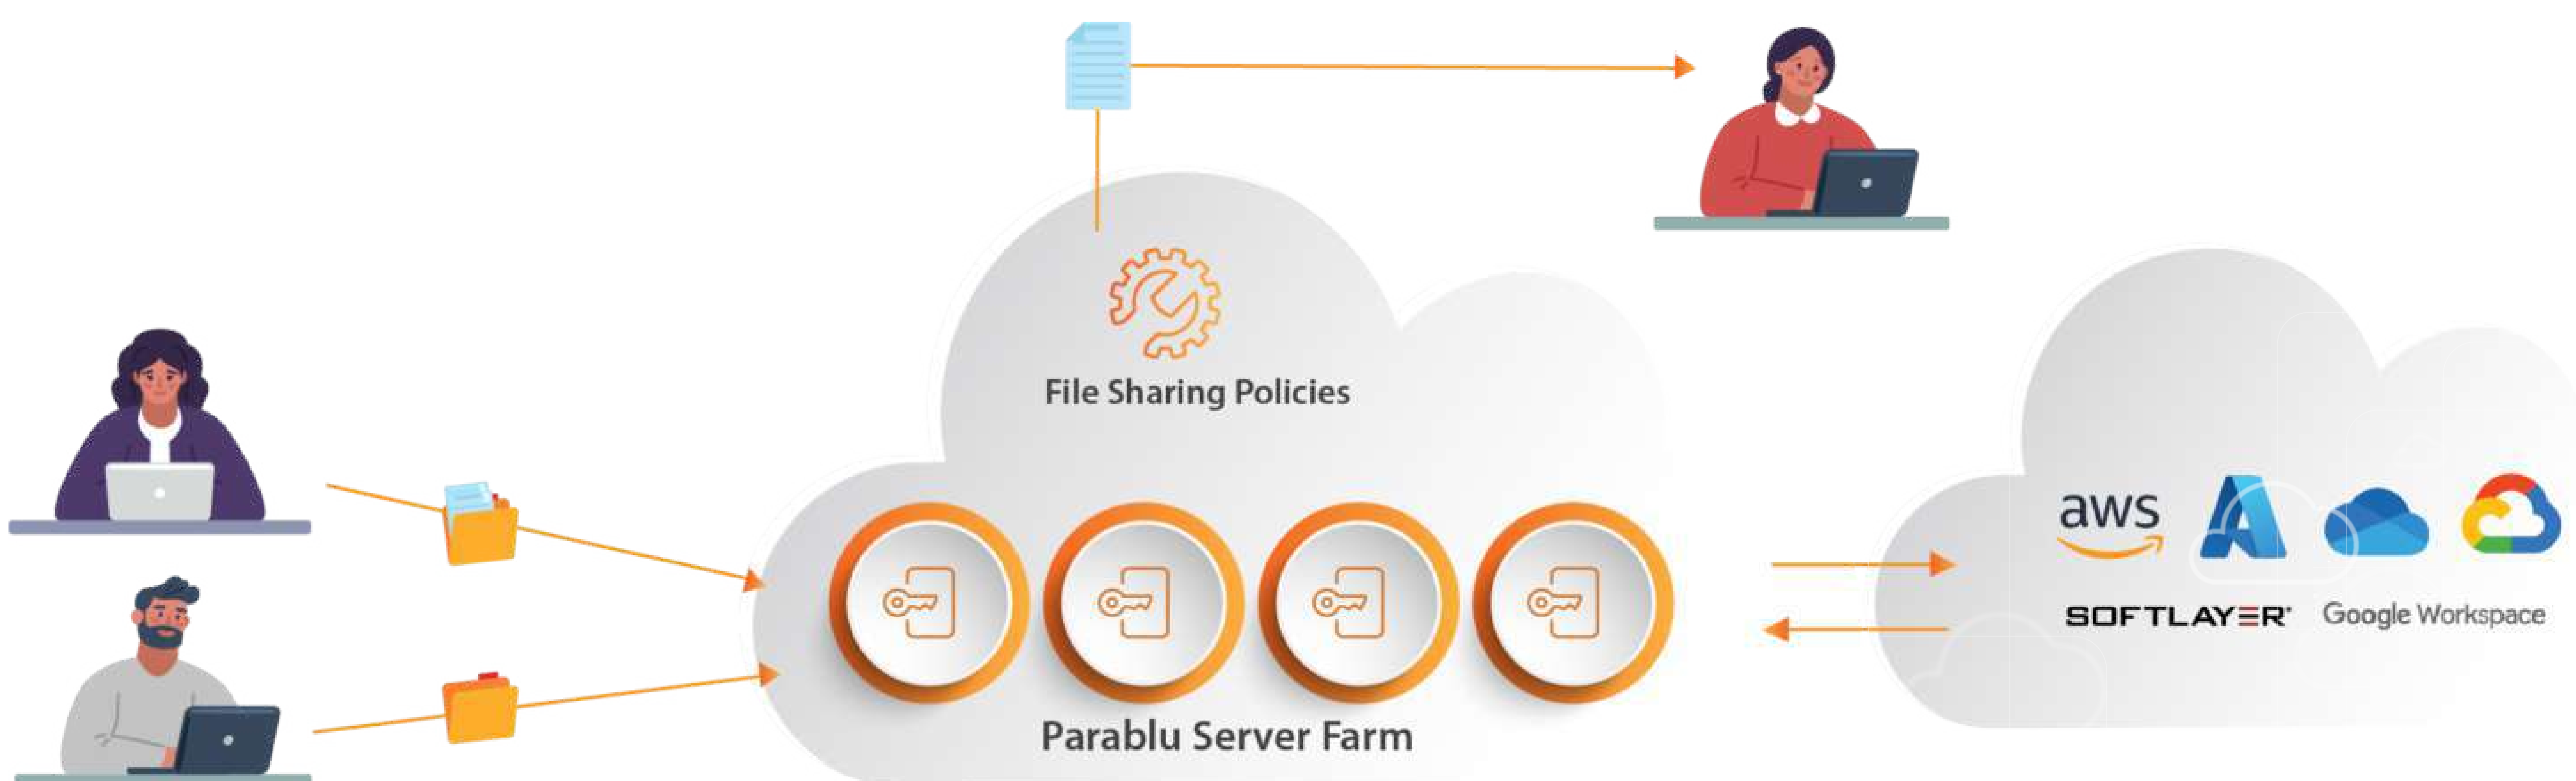 File Sharing Policies
aws
SOFTLAYER®
Google Workspace
Parablu Server Farm